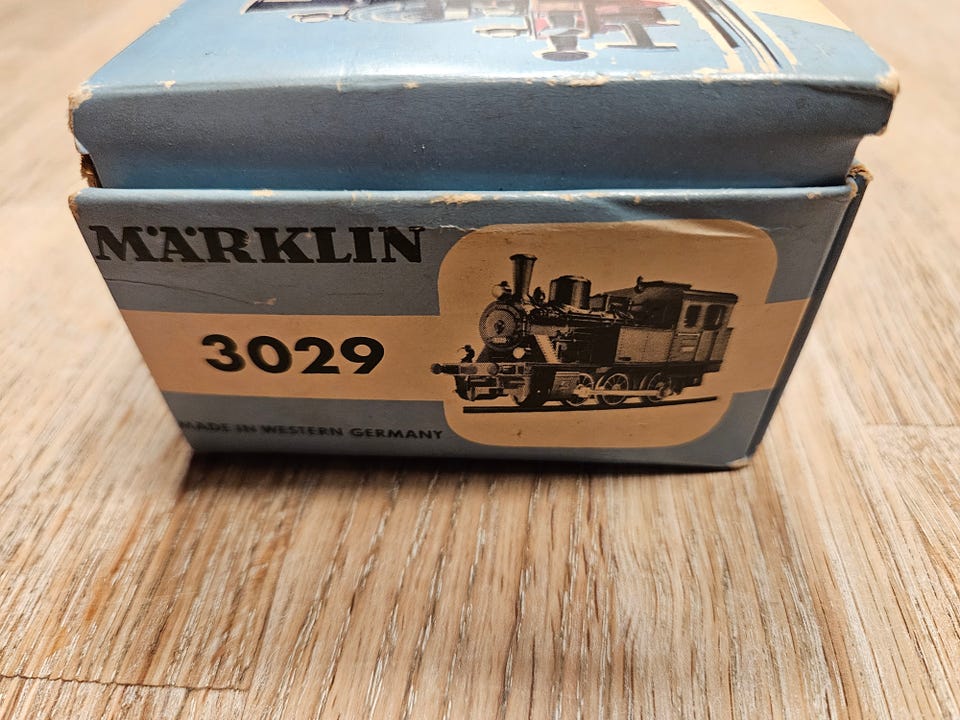 MÄRKLIN
3029
MADE IN WESTERN GERMANY